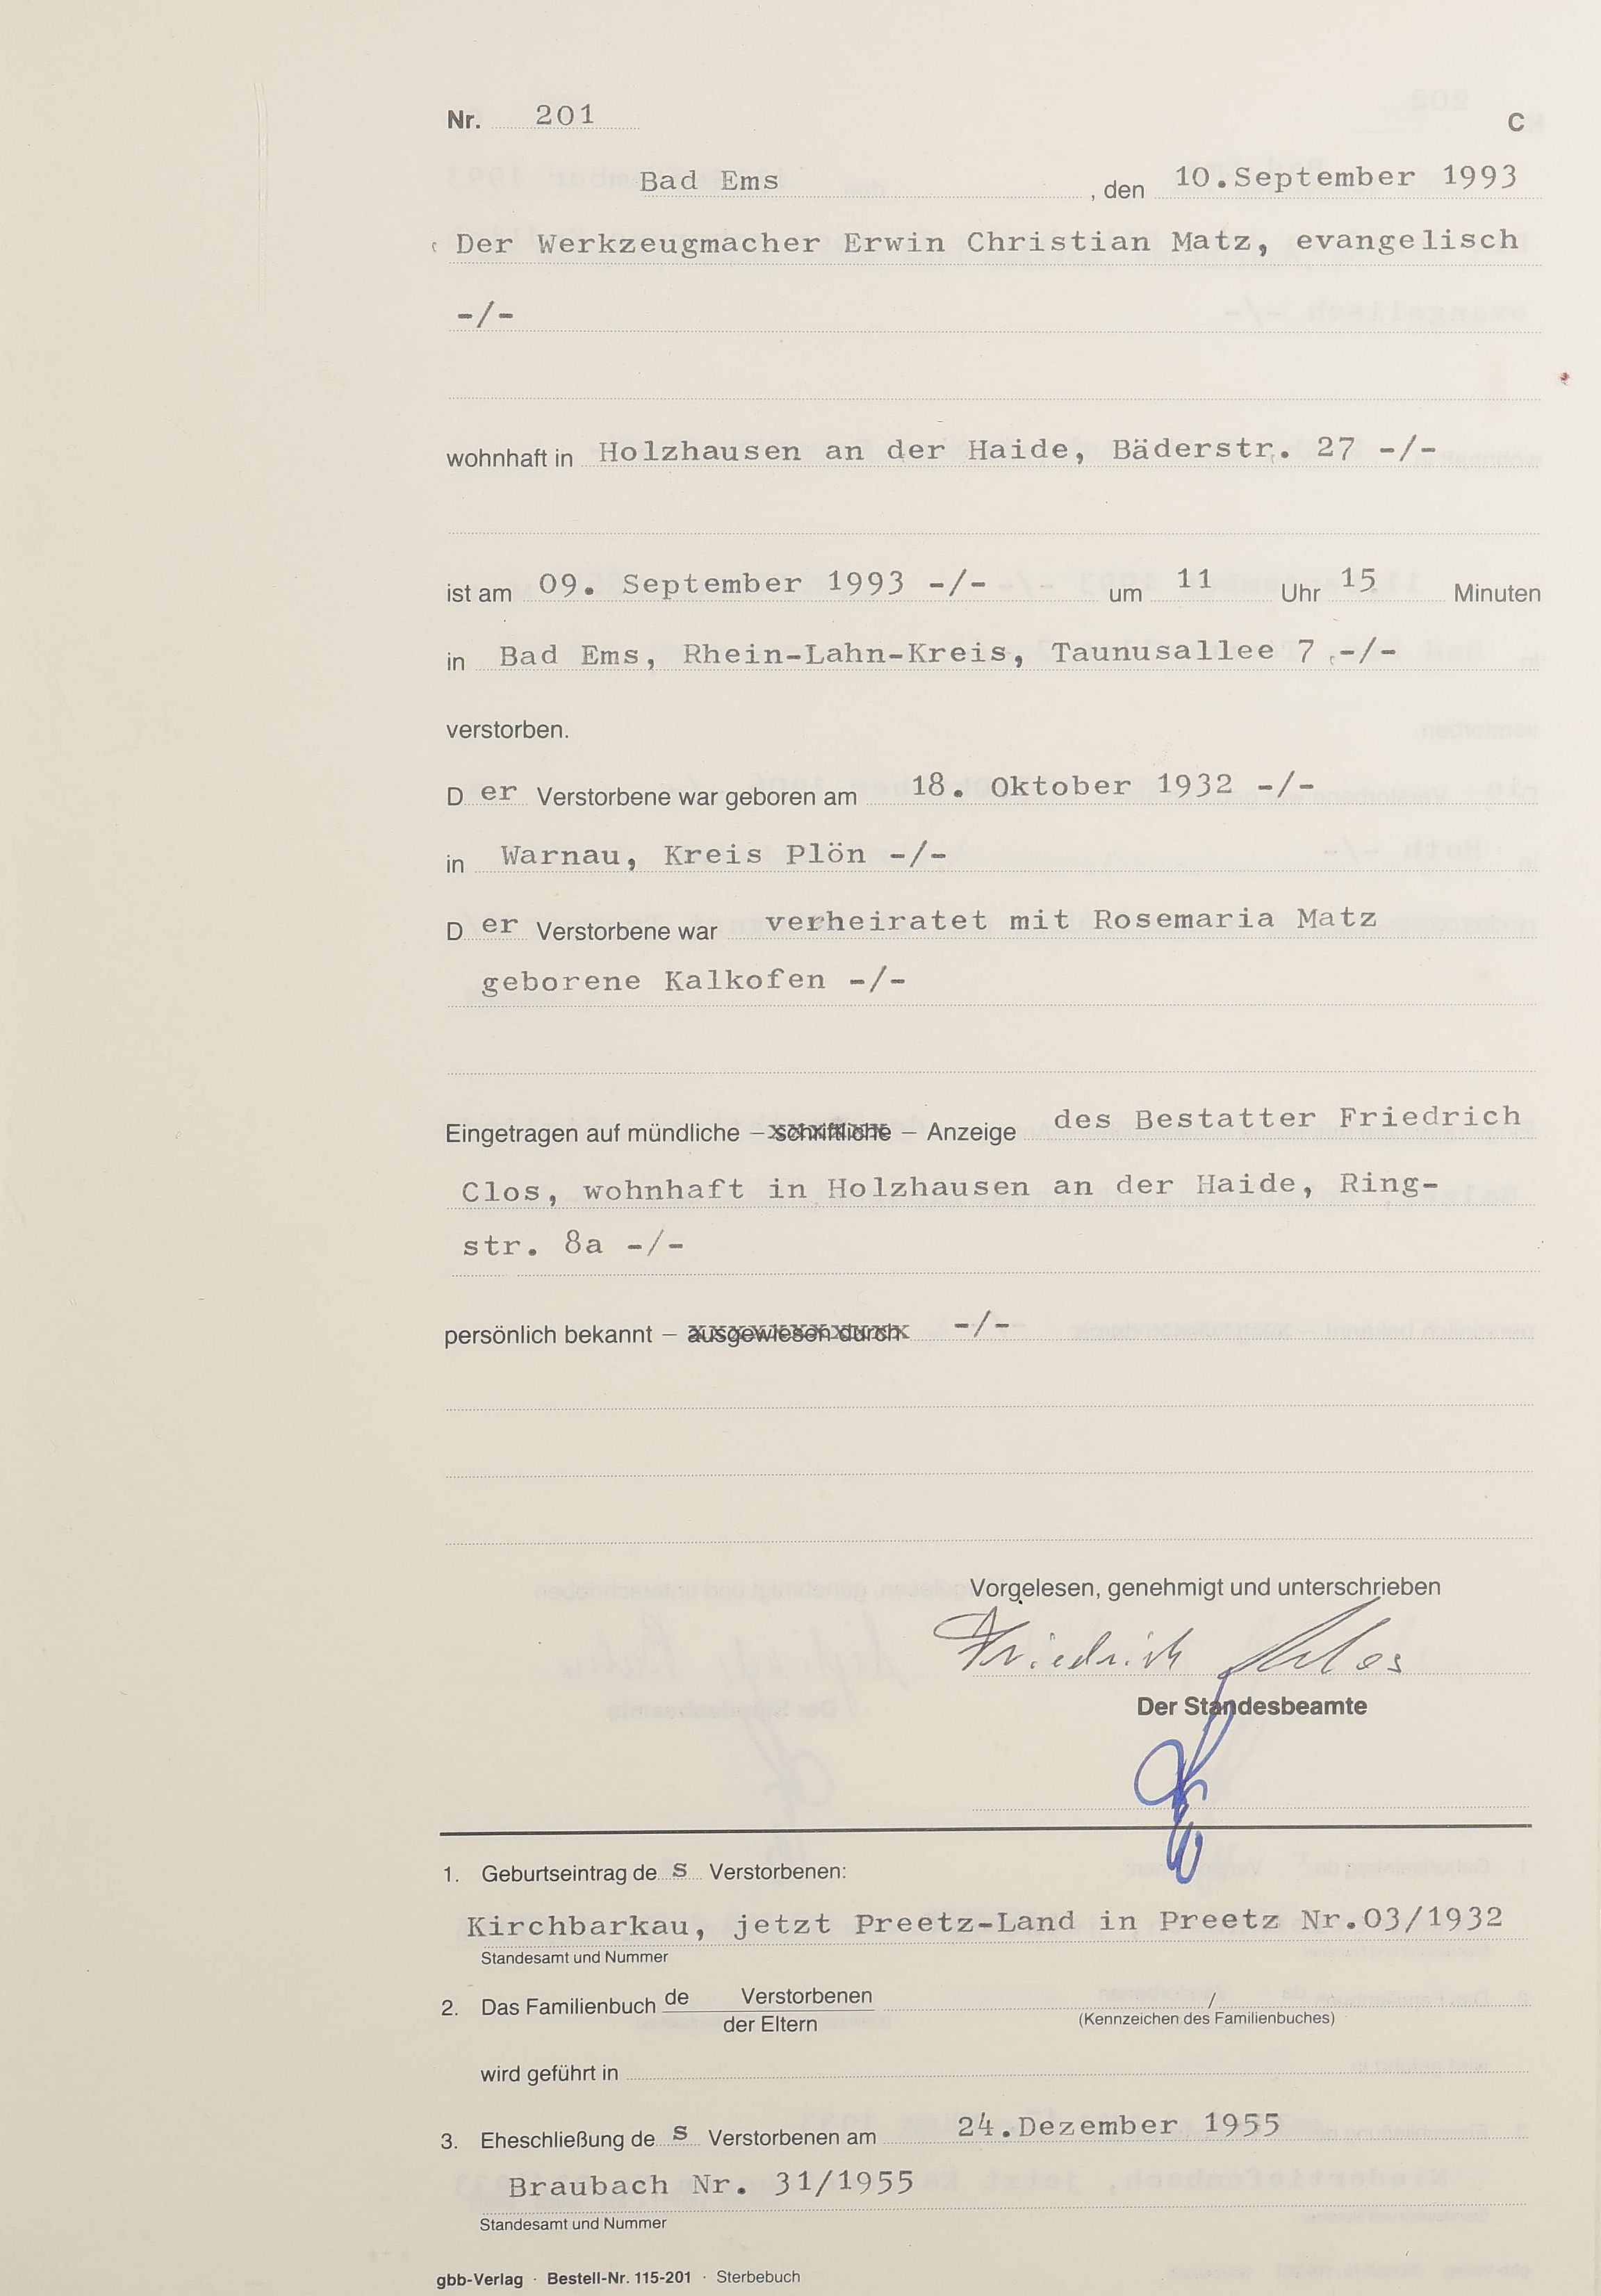 Nr. 201 C
Bad Ems , den 10.September 1993
Der Werkzeugmacher Erwin Christian Matz, evangelisch
-/-
wohnhaft in Holzhausen an der Haide, Bäderstr. 27 -/-
ist am 09. September 1993 -/- um 11 Uhr 15 Minuten
in Bad Ems, Rhein-Lahn-Kreis, Taunusallee 7 -/-
verstorben.
D er Verstorbene war geboren am 18. Oktober 1932 -/-
in Warnau, Kreis Plön -/-
D er Verstorbene war verheiratet mit Rosemaria Matz
geborene Kalkofen -/-
Eingetragen auf mündliche – schriftliche – Anzeige des Bestatter Friedrich
Clos, wohnhaft in Holzhausen an der Haide, Ring-
str. 8a -/-
persönlich bekannt – ausgewiesen durch -/-
Vorgelesen, genehmigt und unterschrieben
Friedrich Clos
Der Standesbeamte
1. Geburtseintrag de s Verstorbenen:
Kirchbarkau, jetzt Preetz-Land in Preetz Nr.03/1932
Standesamt und Nummer
2. Das Familienbuch de Verstorbenen /
der Eltern (Kennzeichen des Familienbuches)
wird geführt in
3. Eheschließung de s Verstorbenen am 24.Dezember 1955
Braubach Nr. 31/1955
Standesamt und Nummer
gbb-Verlag · Bestell-Nr. 115-201 · Sterbebuch